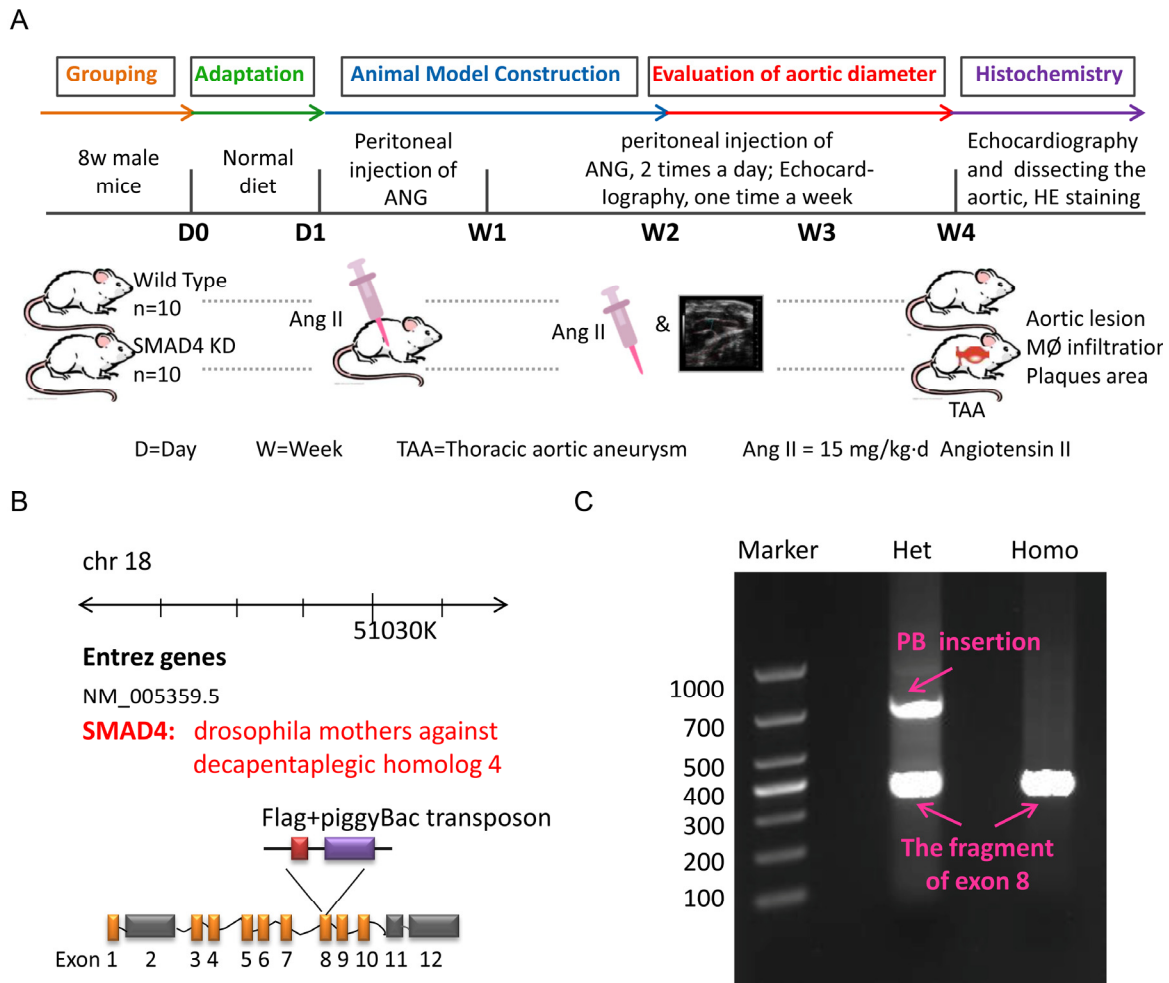 A
Grouping Adaptation Animal Model Construction Evaluation of aortic diameter Histochemistry
8w male
mice
Normal
diet
Peritoneal
injection of
ANG
peritoneal injection of
ANG, 2 times a day; Echocard-
Iography, one time a week
Echocardiography
and dissecting the
aortic, HE staining
D0 D1 W1 W2 W3 W4
Wild Type
n=10
SMAD4 KD
n=10
Ang II
Ang II
&
Aortic lesion
MØ infiltration
Plaques area
TAA
D=Day W=Week TAA=Thoracic aortic aneurysm Ang II = 15 mg/kg·d Angiotensin II
B
chr 18
51030K
Entrez genes
NM_005359.5
SMAD4: drosophila mothers against
decapentaplegic homolog 4
Flag+piggyBac transposon
Exon 1 2 3 4 5 6 7 8 9 10 11 12
C
Marker Het Homo
PB insertion
1000
700
500
400
300
200
100
The fragment
of exon 8